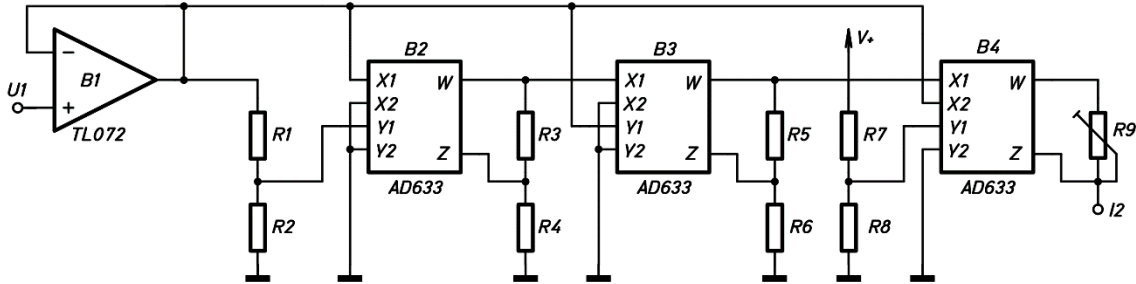 U1
−
+
B1
TL072
R1
R2
B2
X1
X2
Y1
Y2
W
Z
AD633
R3
R4
B3
X1
X2
Y1
Y2
W
Z
AD633
R5
R6
V+
R7
R8
B4
X1
X2
Y1
Y2
W
Z
AD633
R9
I2